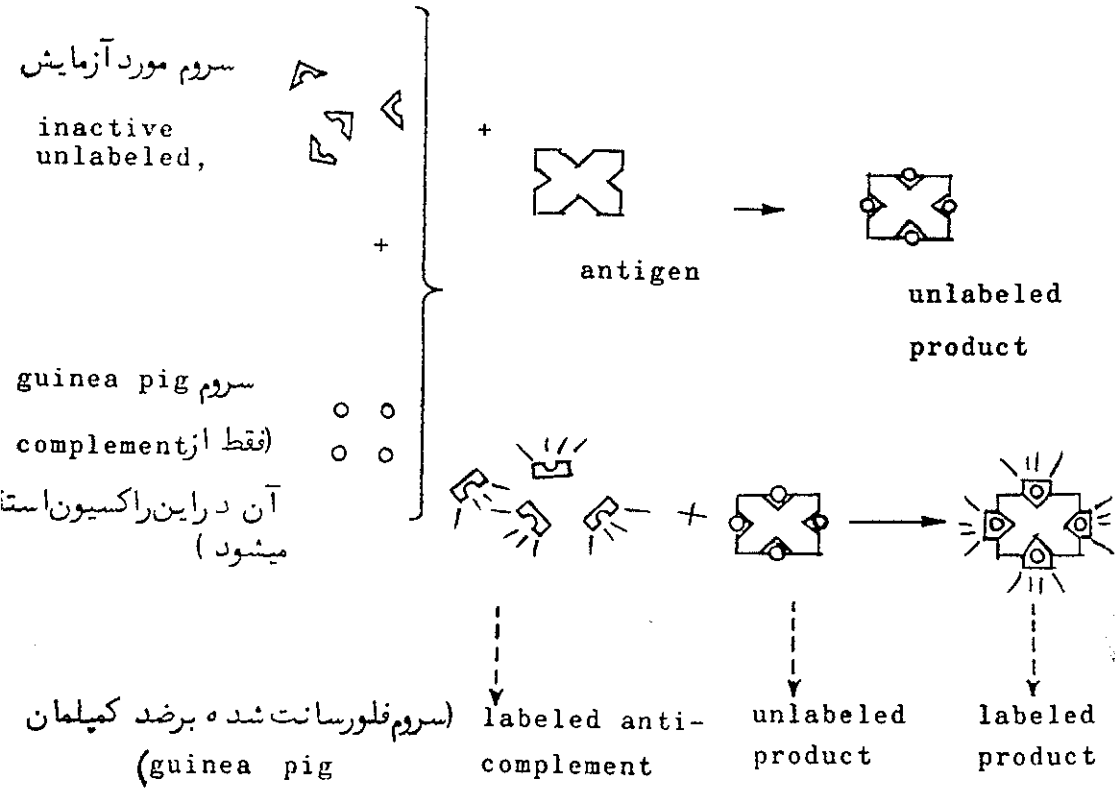 سروم مورد آزمایش
inactive
unlabeled,
+
+
antigen
unlabeled
product
سروم guinea pig
(فقط از complement
آن در این راکسیون استفا
میشود )
+
(سروم فلورسانت شده برضد کمپلمان
guinea pig)
labeled anti-
complement
unlabeled
product
labeled
product